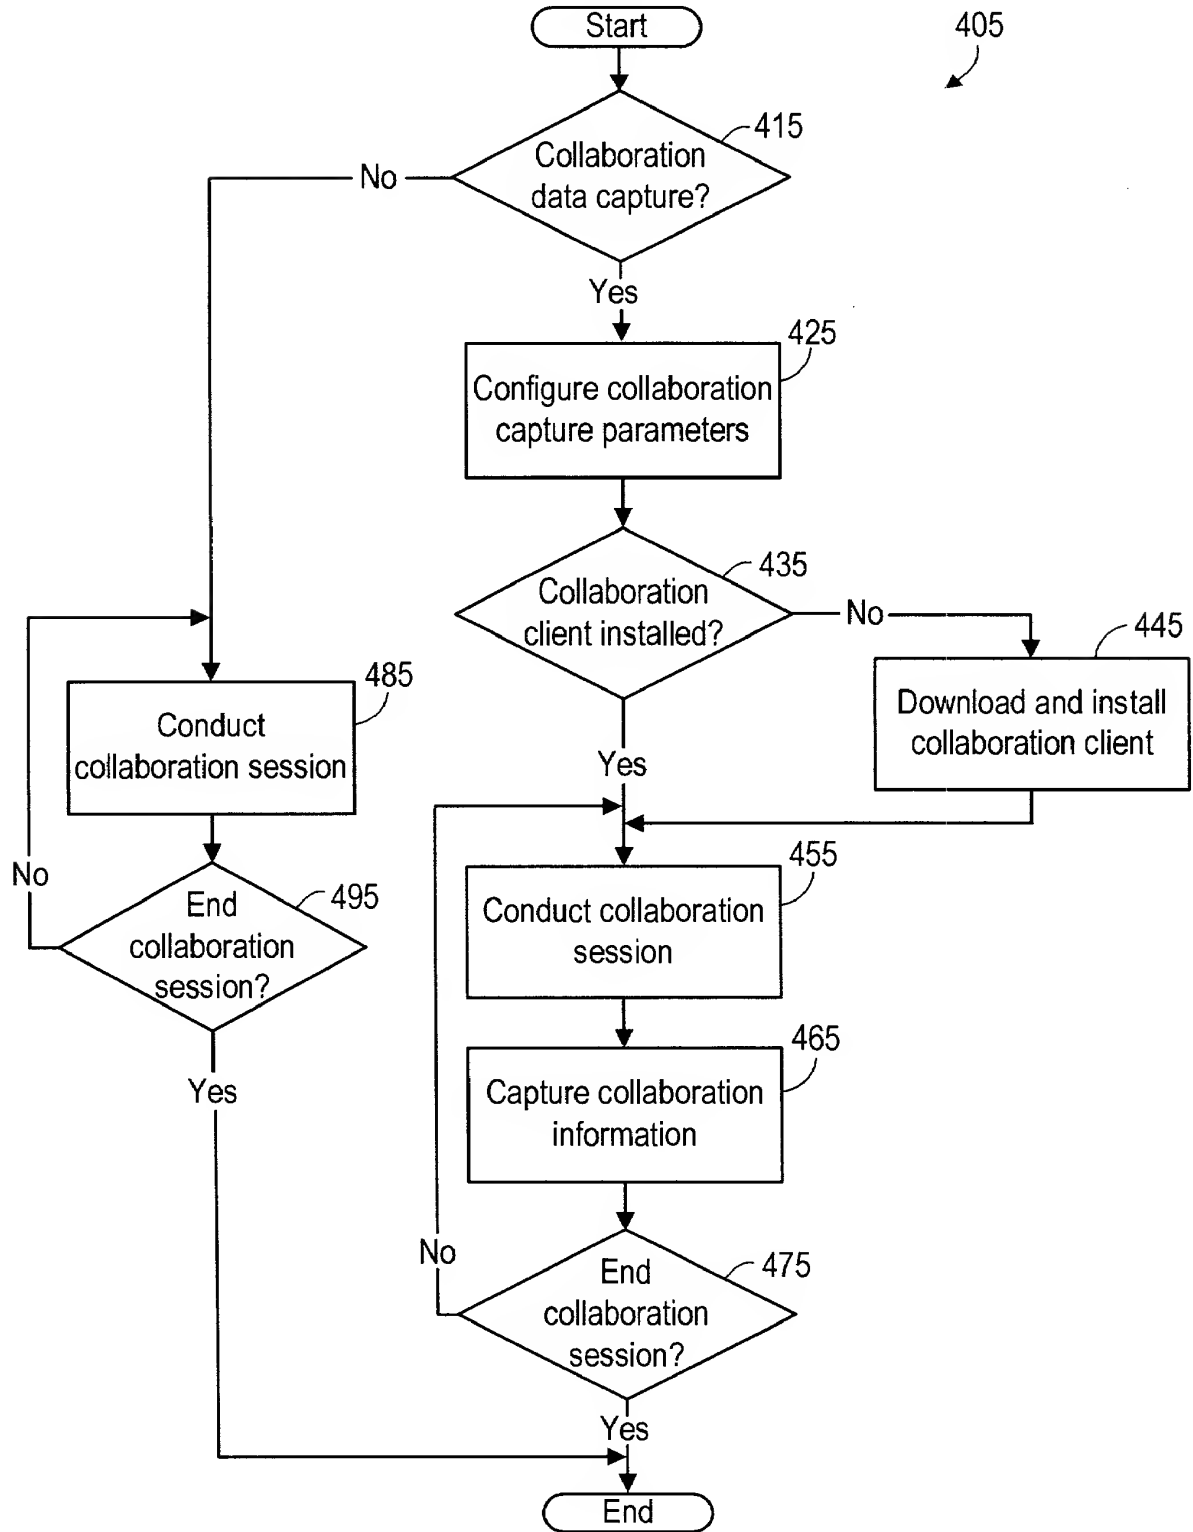 Start
405
415
Collaboration
data capture?
No
Yes
425
Configure collaboration
capture parameters
435
Collaboration
client installed?
No
445
Download and install
collaboration client
485
Conduct
collaboration session
Yes
455
No
495
End
collaboration
session?
Conduct collaboration
session
465
Yes
Capture collaboration
information
No
475
End
collaboration
session?
Yes
End